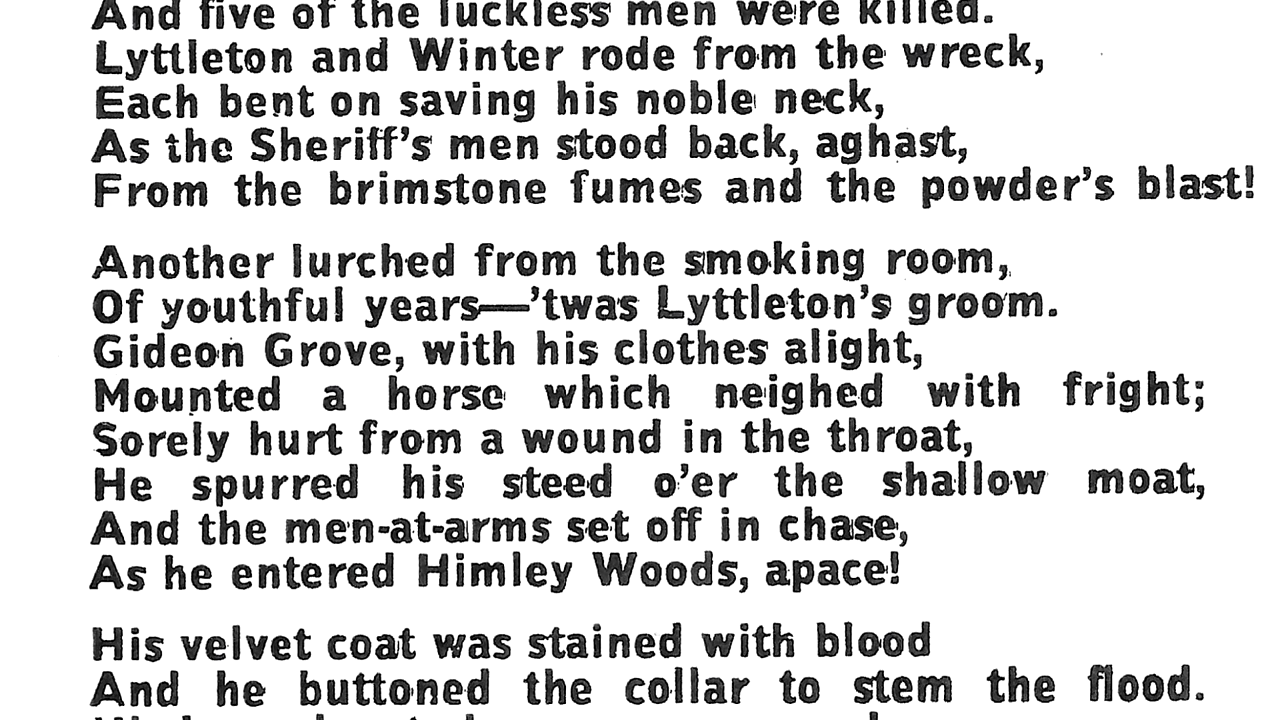 And five of the luckless men were killed.
Lyttleton and Winter rode from the wreck,
Each bent on saving his noble neck,
As the Sheriff's men stood back, aghast,
From the brimstone fumes and the powder's blast!
Another lurched from the smoking room,
Of youthful years—'twas Lyttleton's groom.
Gideon Grove, with his clothes alight,
Mounted a horse which neighed with fright;
Sorely hurt from a wound in the throat,
He spurred his steed o'er the shallow moat,
And the men-at-arms set off in chase,
As he entered Himley Woods, apace!
His velvet coat was stained with blood
And he buttoned the collar to stem the flood.